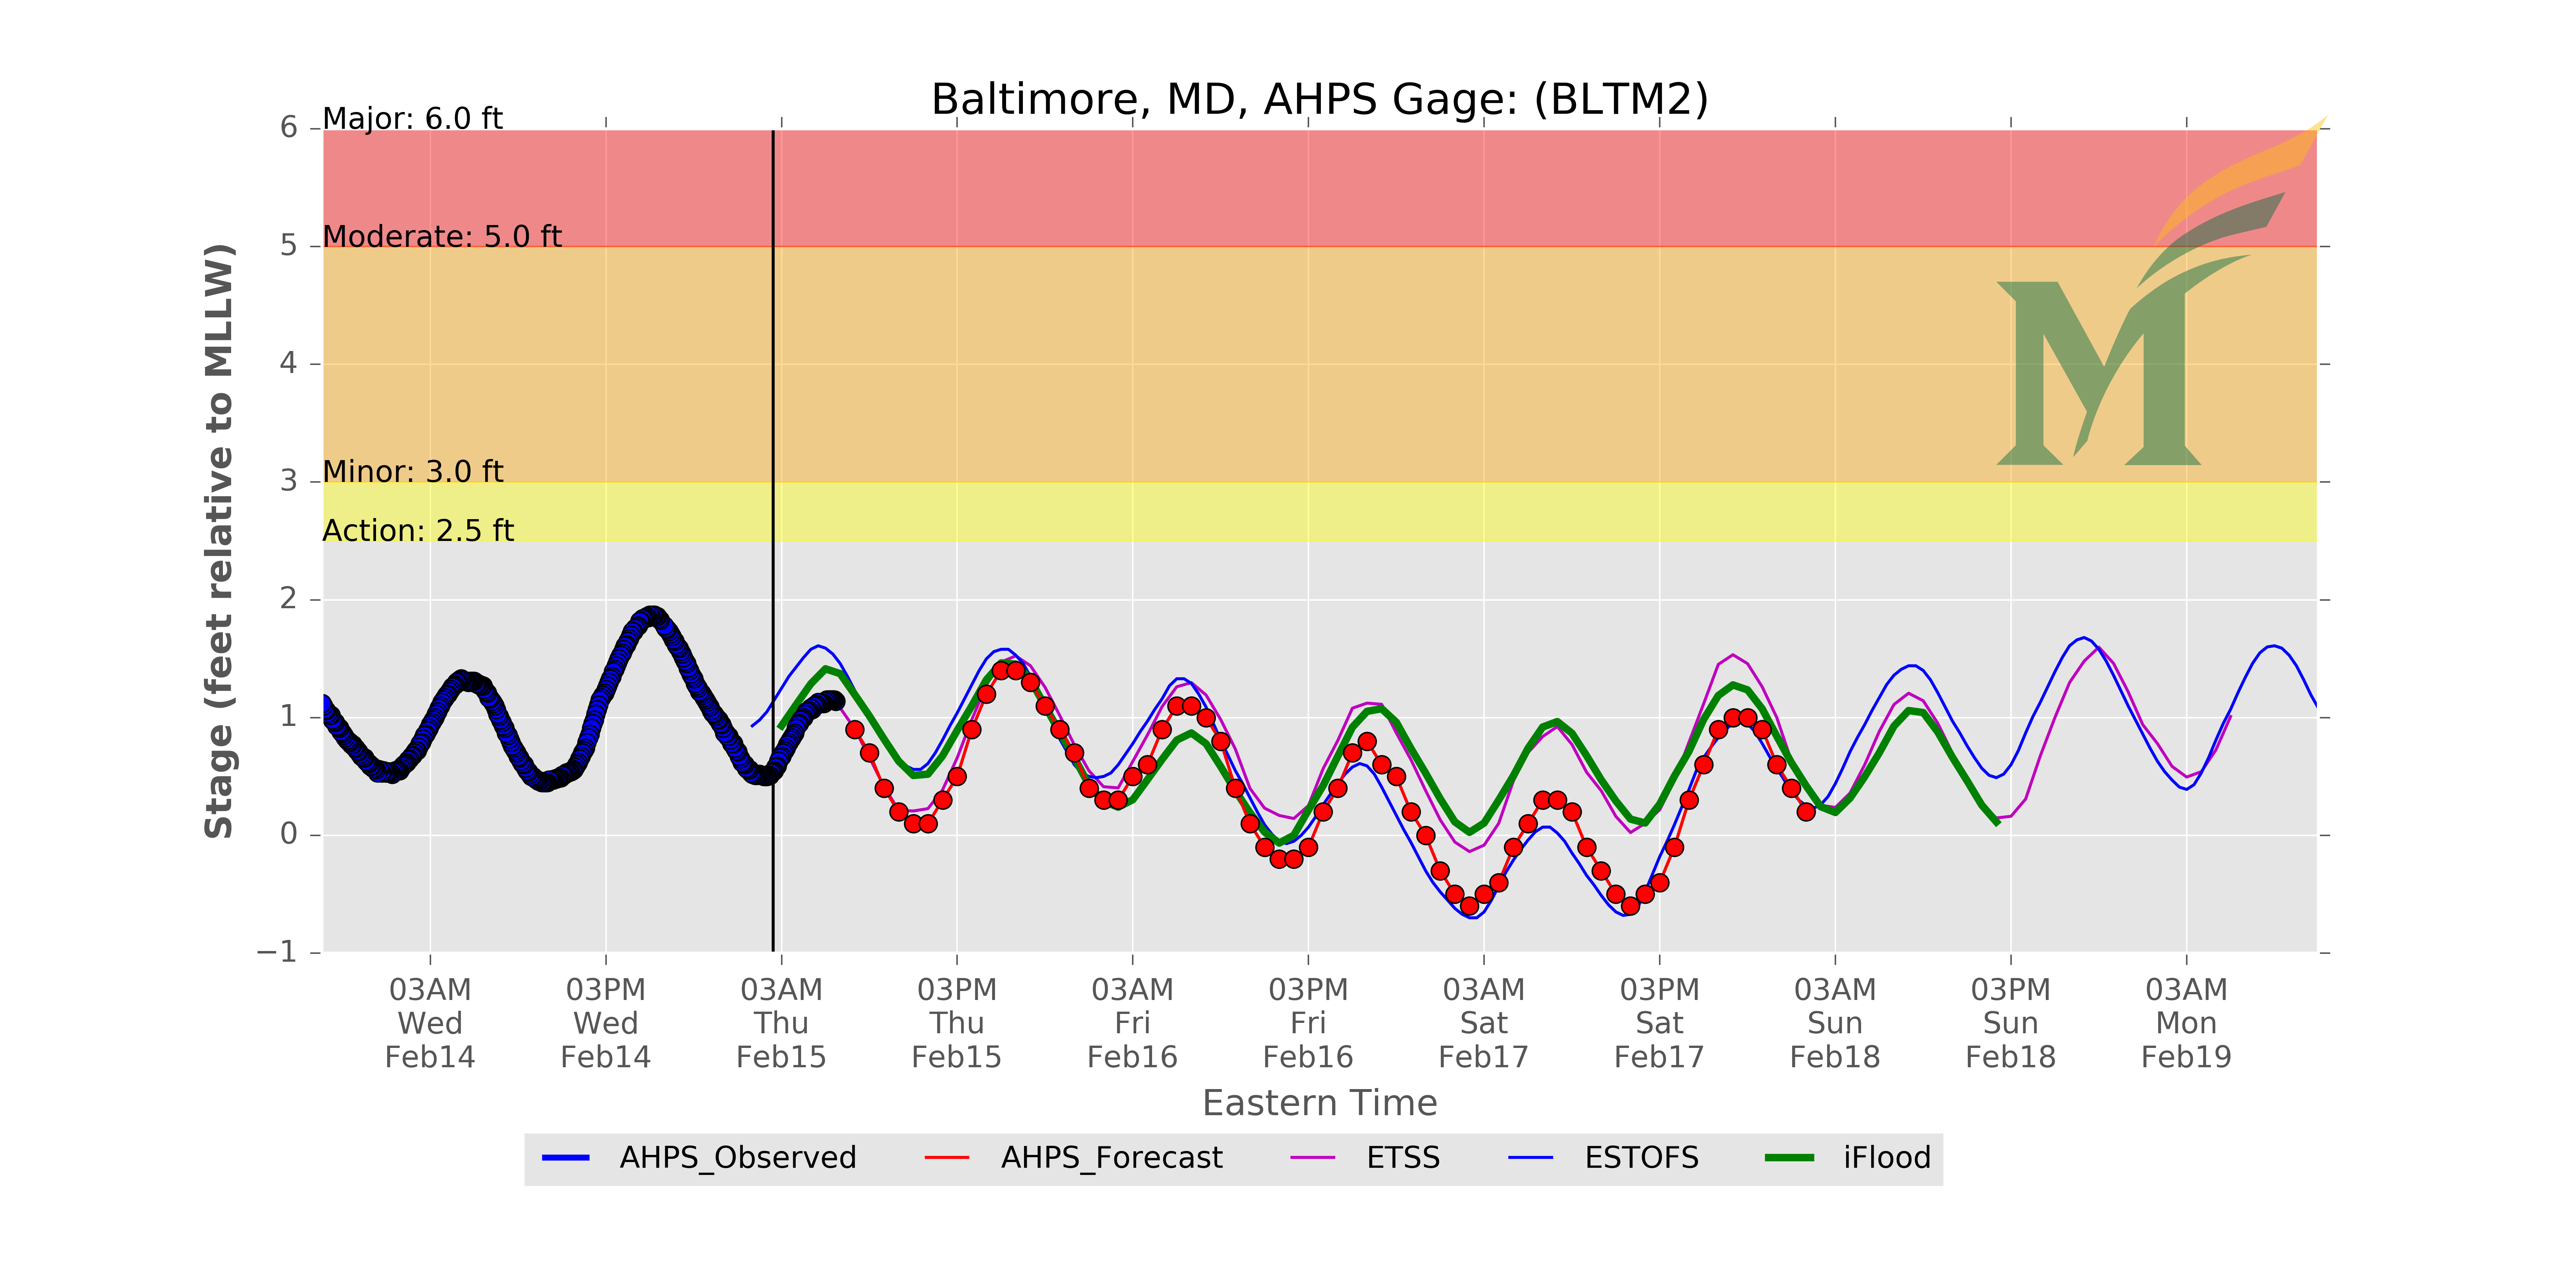 Baltimore, MD, AHPS Gage: (BLTM2)
Major: 6.0 ft
Moderate: 5.0 ft
Minor: 3.0 ft
Action: 2.5 ft
6
5
4
3
2
1
0
−1
Stage (feet relative to MLLW)
03AM
Wed
Feb14
03PM
Wed
Feb14
03AM
Thu
Feb15
03PM
Thu
Feb15
03AM
Fri
Feb16
03PM
Fri
Feb16
03AM
Sat
Feb17
03PM
Sat
Feb17
03AM
Sun
Feb18
03PM
Sun
Feb18
03AM
Mon
Feb19
Eastern Time
AHPS_Observed
AHPS_Forecast
ETSS
ESTOFS
iFlood
M